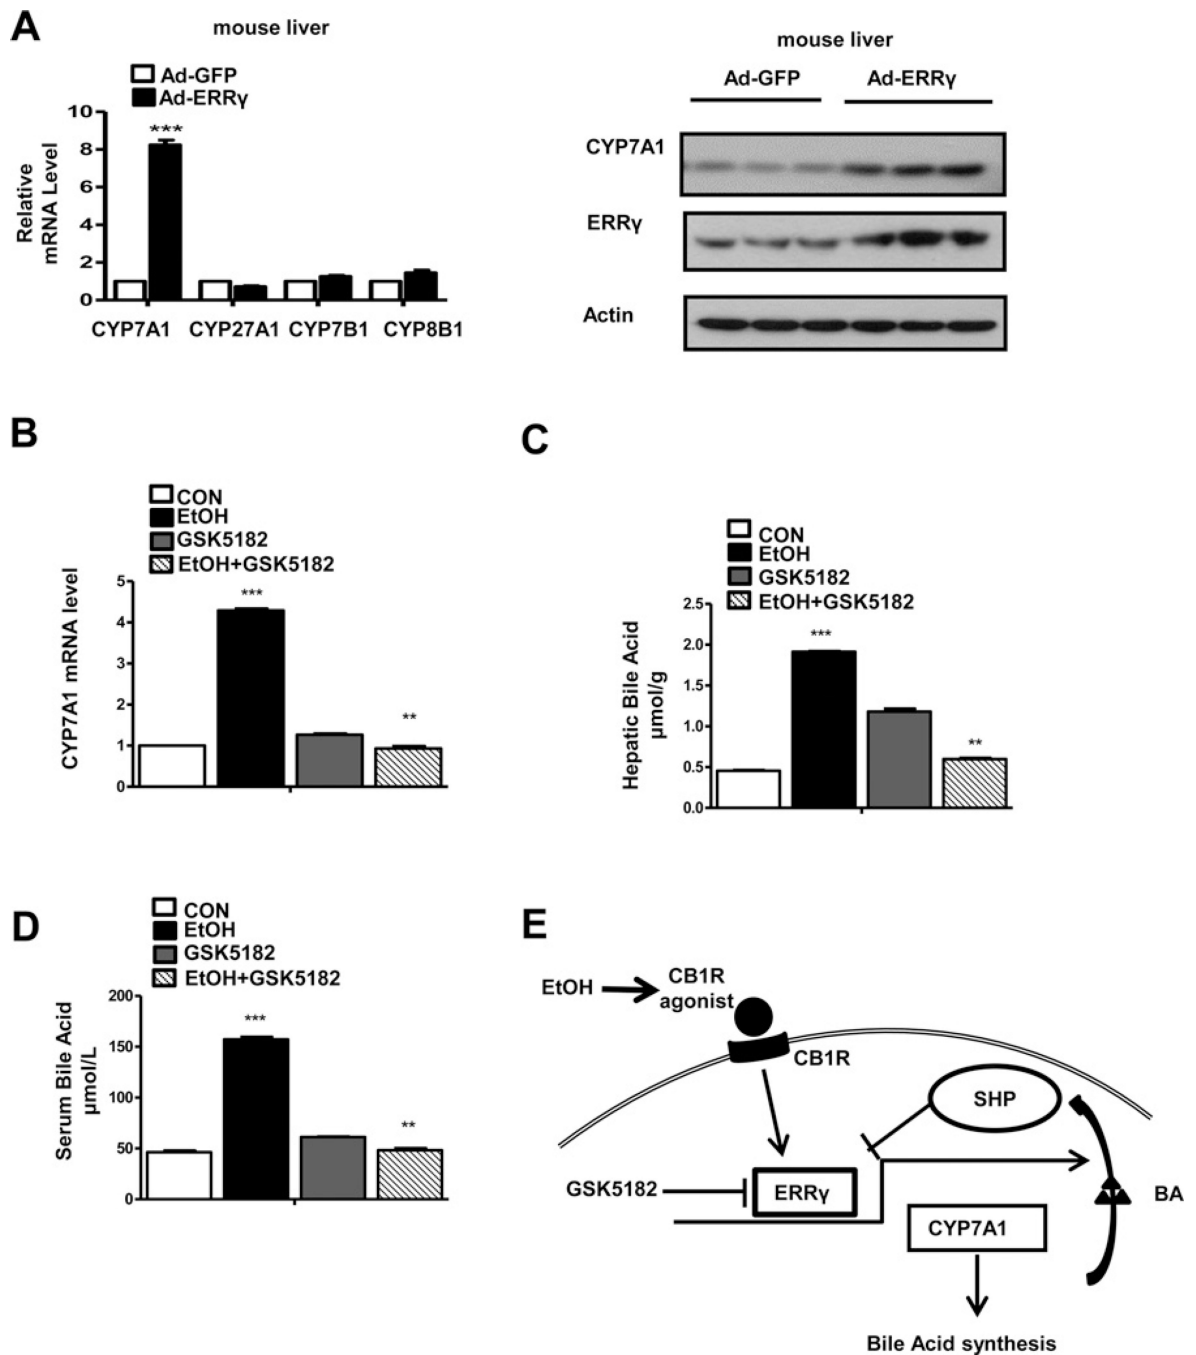 A
mouse liver
Ad-GFP
Ad-ERRγ
Relative
mRNA Level
***
10
8
6
4
2
0
CYP7A1 CYP27A1 CYP7B1 CYP8B1
mouse liver
Ad-GFP Ad-ERRγ
CYP7A1
ERRγ
Actin
B
CON
EtOH
GSK5182
EtOH+GSK5182
CYP7A1 mRNA level
5
4
3
2
1
0
***
**
C
CON
EtOH
GSK5182
EtOH+GSK5182
Hepatic Bile Acid
µmol/g
2.5
2.0
1.5
1.0
0.5
0.0
***
**
D
CON
EtOH
GSK5182
EtOH+GSK5182
Serum Bile Acid
µmol/L
200
150
100
50
0
***
**
E
EtOH
CB1R
agonist
CB1R
SHP
GSK5182
ERRγ
BA
CYP7A1
Bile Acid synthesis